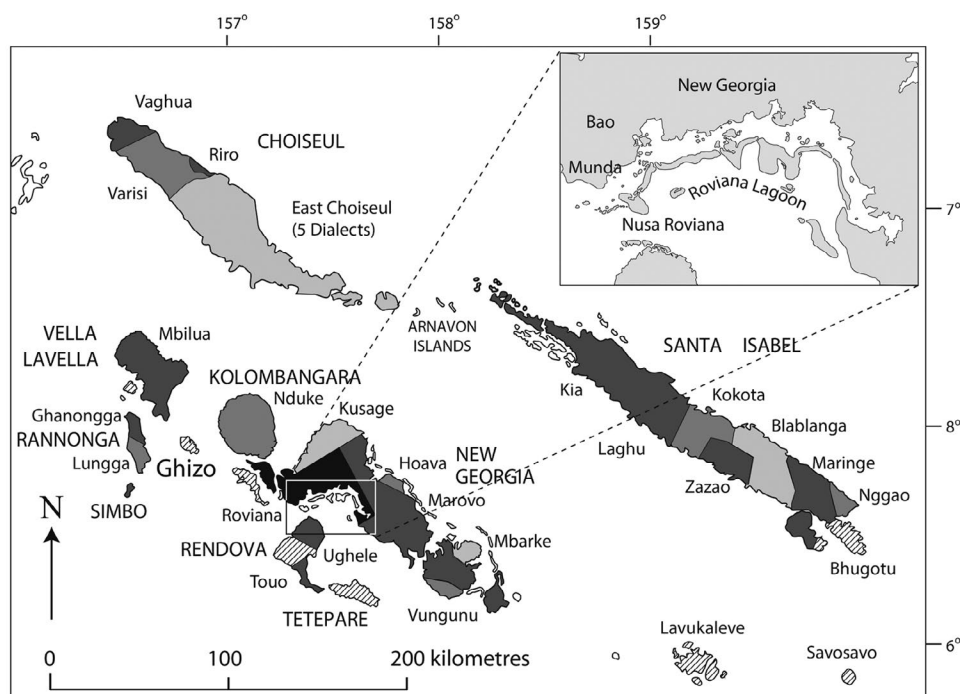 157° 158° 159°
New Georgia
Bao
Munda
Roviana Lagoon
Nusa Roviana
Vaghua
CHOISEUL
Riro
Varisi
East Choiseul
(5 Dialects)
7°
ARNAVON
ISLANDS
VELLA
LAVELLA
Mbilua
SANTA ISABEL
Kia
Kokota
KOLOMBANGARA
Nduke
Kusage
Blablanga
Ghanongga
RANNONGA
Lungga
Ghizo
Hoava
NEW
GEORGIA
Laghu
Maringe
8°
Zazao
Nggao
Marovo
SIMBO
N
Roviana
RENDOVA
Ughele
Mbarke
Bhugotu
Touo
TETEPARE
Vungunu
Lavukaleve
Savosavo
6°
0 100 200 kilometres